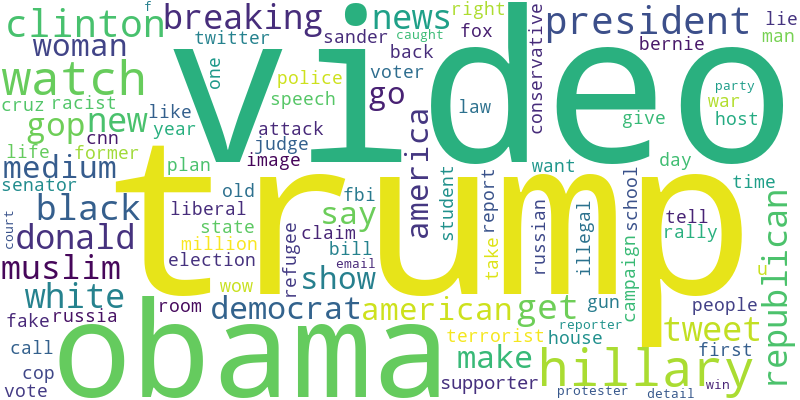 f
clinton
breaking
news
president
right
lie
woman
twitter
sander
caught
fox
conservative
bernie
man
watch
video
back
voter
one
police
go
party
cruz
racist
speech
law
war
gop
new
like
year
attack
america
give
host
cnn
judge
life
former
image
day
medium
plan
want
time
senator
trump
old
fbi
student
report
school
black
liberal
say
tell
court
state
claim
russian
illegal
rally
donald
million
refugee
bill
take
campaign
republican
election
email
muslim
show
u
wow
white
room
democrat
american
get
gun
people
fake
russia
obama
terrorist
reporter
house
tweet
call
make
hillary
first
cop
supporter
vote
protester
detail
win